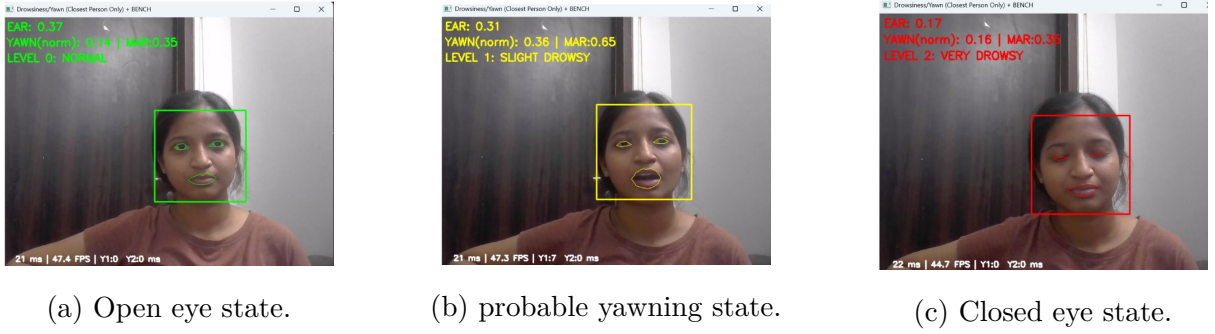 Drowsiness/Yawn (Closest Person Only) + BENCH
EAR: 0.37
YAWN(norm): 0.14 | MAR:0.35
LEVEL 0: NORMAL
21 ms | 47.4 FPS | Y1:0 Y2:0 ms
(a) Open eye state.
Drowsiness/Yawn (Closest Person Only) + BENCH
EAR: 0.31
YAWN(norm): 0.36 | MAR:0.65
LEVEL 1: SLIGHT DROWSY
21 ms | 47.3 FPS | Y1:7 Y2:0 ms
(b) probable yawning state.
Drowsiness/Yawn (Closest Person Only) + BENCH
EAR: 0.17
YAWN(norm): 0.16 | MAR:0.35
LEVEL 2: VERY DROWSY
22 ms | 44.7 FPS | Y1:0 Y2:0 ms
(c) Closed eye state.